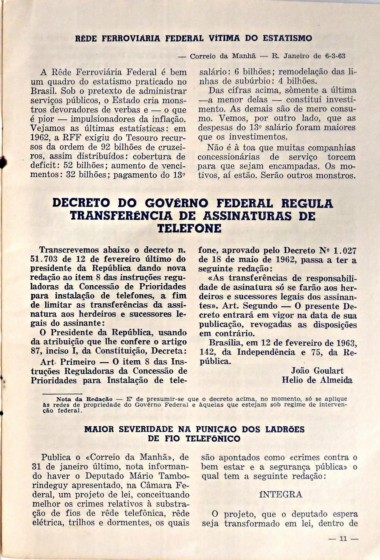 RÊDE FERROVIÁRIA FEDERAL VITIMA DO ESTATISMO
— Correio da Manhã — R. Janeiro de 6-5-63
A Rêde Ferroviária Federal é bem
um quadro do estatismo praticado no
Brasil. Sob o pretexto de administrar
serviços públicos, o Estado cria mons-
tros devoradores de verbas e — o que
é pior — impulsionadores da inflação.
Vejamos as últimas estatísticas: em
1962, a RFF exigiu do Tesouro recur-
sos da ordem de 92 bilhões de cruzei-
ros, assim distribuídos: cobertura de
deficit: 52 bilhões; aumento de venci-
mentos: 32 bilhões; pagamento do 13º
salário: 6 bilhões; remodelação das li-
nhas de subúrbio: 4 bilhões.
Das cifras acima, sòmente a última
—a menor delas — constitui investi-
mento. As demais são de mero consu-
mo. Vemos, por outro lado, que as
despesas do 13º salário foram maiores
que os investimentos.
Não é à toa que muitas companhias
concessionárias de serviço torcem
para que sejam encampadas. Os mo-
tivos, aí estão. Serão outros monstros.
DECRETO DO GOVÊRNO FEDERAL REGULA
TRANSFERÊNCIA DE ASSINATURAS DE
TELEFONE
Transcrevemos abaixo o decreto n.
51.703 de 12 de fevereiro último do
presidente da República dando nova
redação ao item 8 das instruções regu-
ladoras da Concessão de Prioridades
para instalação de telefones, a fim
de limitar as transferências da assi-
natura aos herdeiros e sucessores le-
gais do assinante:
O Presidente da República, usando
da atribuição que lhe confere o artigo
87, inciso I, da Constituição, Decreta:
Art. Primeiro — O item 8 das Ins-
truções Reguladoras da Concessão de
Prioridades para Instalação de tele-
fone, aprovado pelo Decreto Nº 1.027
de 18 de maio de 1962, passa a ter a
seguinte redação:
«As transferências de responsabili-
dade de asinatura só se farão aos her-
deiros e sucessores legais dos assinan-
tes». Art. Segundo — O presente De-
creto entrará em vigor na data de sua
publicação, revogadas as disposições
em contrário.
Brasília, em 12 de fevereiro de 1963,
142, da Independência e 75, da Re-
pública.
João Goulart
Helio de Almeida
Nota da Redação — E' de presumir-se que o decreto acima, no momento, só se aplique
às redes de propriedade do Govêrno Federal e àquelas que estejam sob regime de interven-
ção federal.
MAIOR SEVERIDADE NA PUNIÇAO DOS LADRÕES
DE FIO TELEFÔNICO
Publica o «Correio da Manhã», de
31 de janeiro último, nota informan-
do haver o Deputado Mário Tambo-
rindeguy apresentado, na Câmara Fe-
deral, um projeto de lei, conceituando
melhor os crimes relativos à substra-
ção de fios de rêde telefônica, rêde
elétrica, trilhos e dormentes, os quais
são apontados como «crimes contra o
bem estar e a segurança pública» o
qual tem a seguinte redação:
ÍNTEGRA
O projeto, que o deputado espera
seja transformado em lei, dentro de
— 11 —